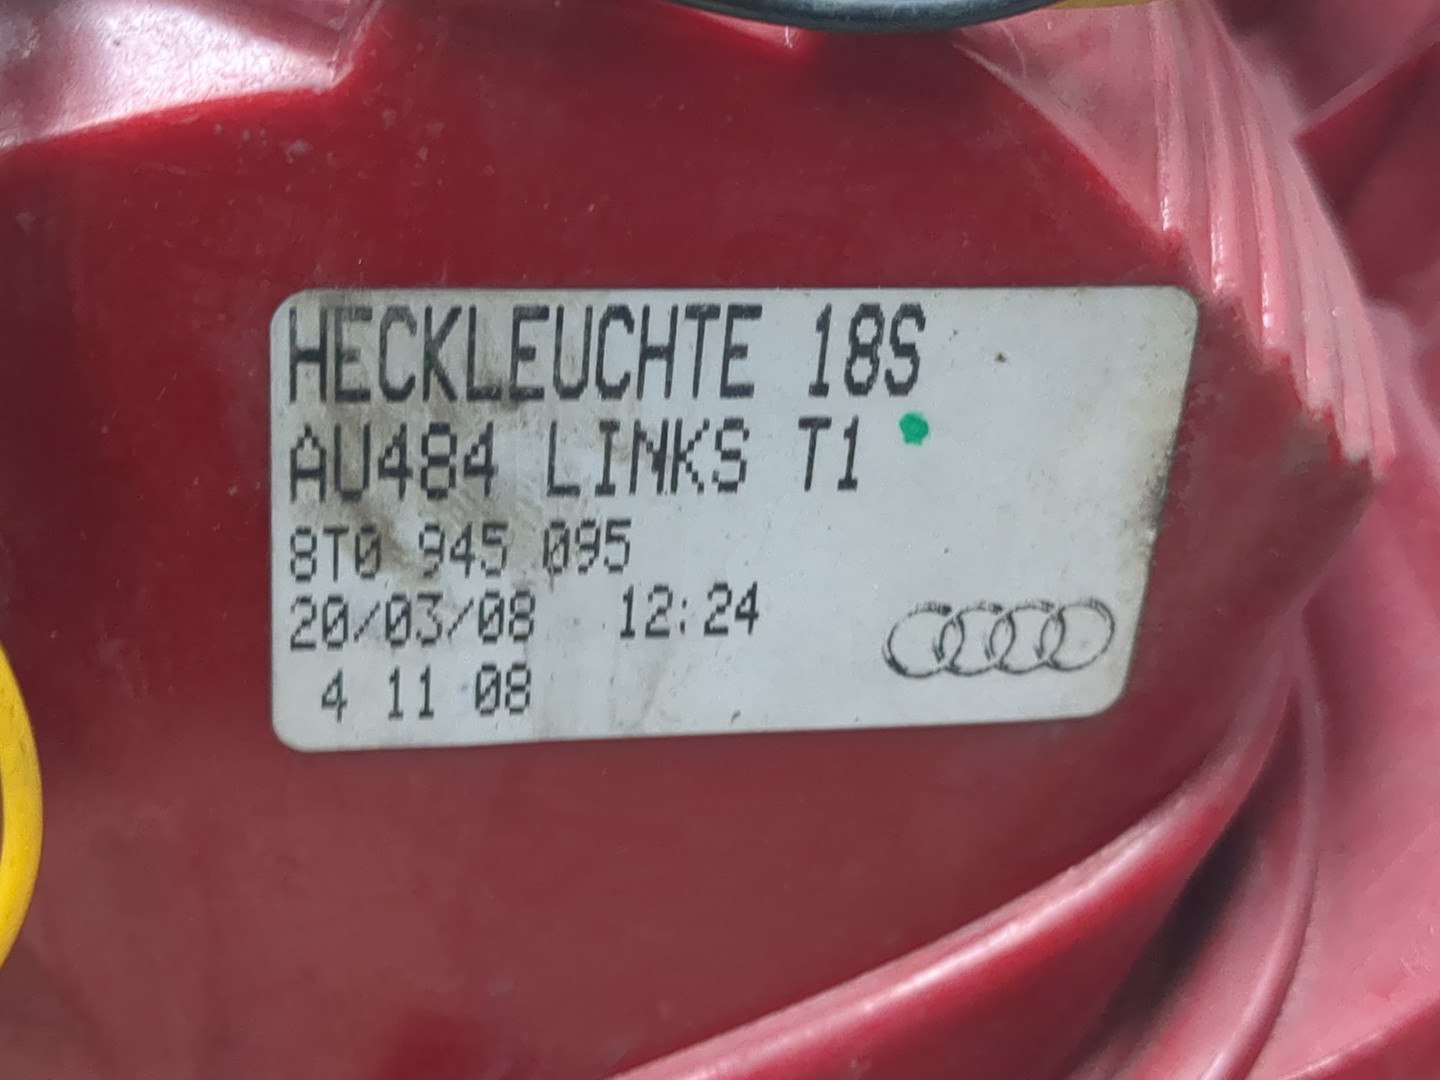 HECKLEUCHTE 18S
AU484 LINKS T1
8T0 945 095
20/03/08 12:24
4 11 08